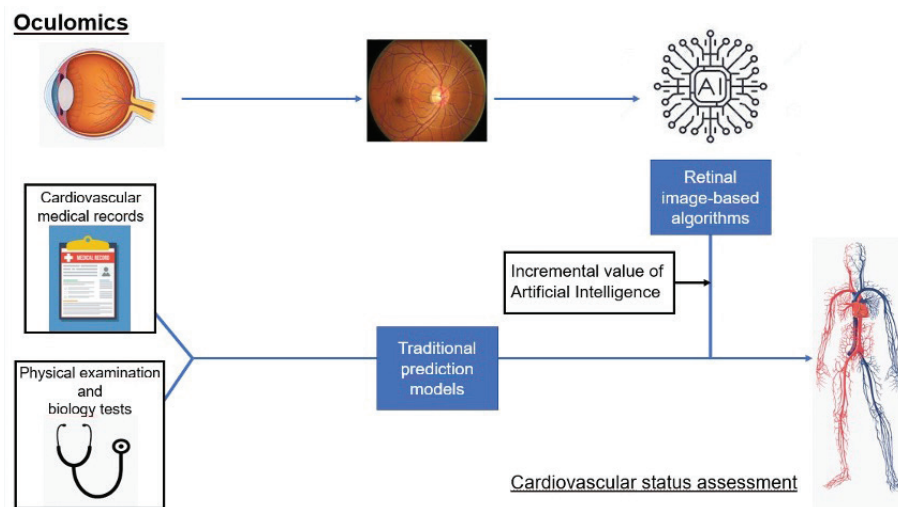 Oculomics
AI
Cardiovascular
medical records
MEDICAL RECORD
Retinal
image-based
algorithms
Incremental value of
Artificial Intelligence
Traditional
prediction
models
Physical examination
and
biology tests
Cardiovascular status assessment